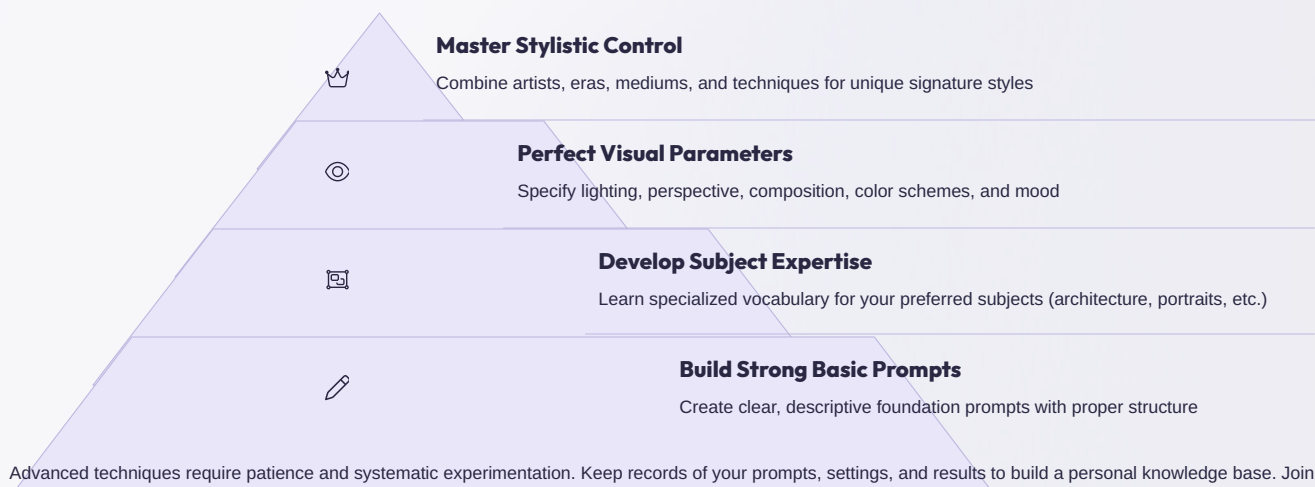 Master Stylistic Control
Combine artists, eras, mediums, and techniques for unique signature styles
Perfect Visual Parameters
Specify lighting, perspective, composition, color schemes, and mood
Develop Subject Expertise
Learn specialized vocabulary for your preferred subjects (architecture, portraits, etc.)
Build Strong Basic Prompts
Create clear, descriptive foundation prompts with proper structure
Advanced techniques require patience and systematic experimentation. Keep records of your prompts, settings, and results to build a personal knowledge base. Join